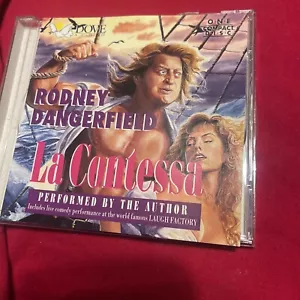 DOVE
ONE
COMPACT
DISC
RODNEY
DANGERFIELD
La Contessa
PERFORMED BY THE AUTHOR
Includes live comedy performance at the world famous LAUGH FACTORY